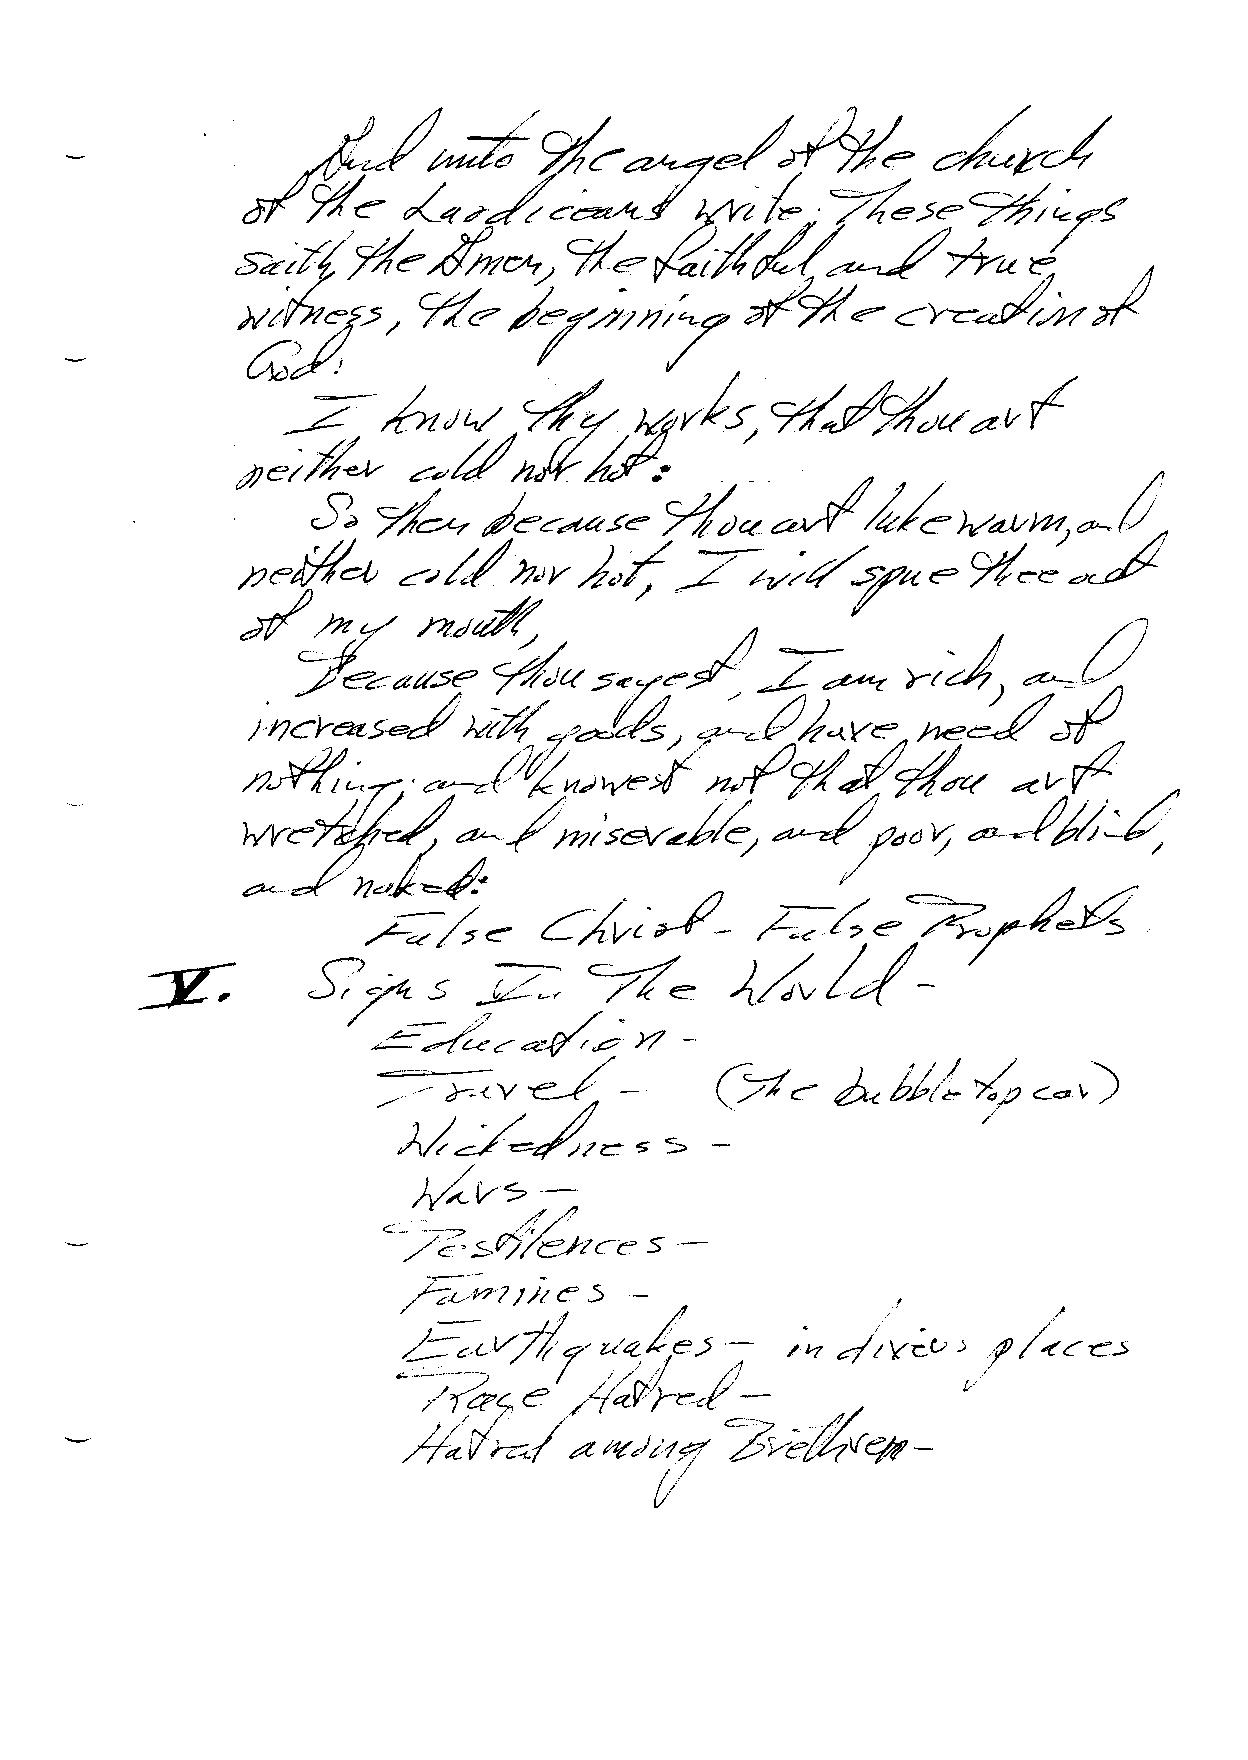 And unto the angel of the church
of the Laodiceans write; These things
saith the Amen, the faithful and true
witness, the beginning of the creation of
God;
I know thy works, that thou art
neither cold nor hot:
So then because thou art lukewarm, and
neither cold nor hot, I will spue thee out
of my mouth,
Because thou sayest, I am rich, and
increased with goods, and have need of
nothing; and knowest not that thou art
wretched, and miserable, and poor, and blind,
and naked:
False Christ - False Prophets
V. Signs In The World -
Education -
Travel - (The bubble top car)
Wickedness -
Wars -
Pestilences -
Famines -
Earthquakes - in divers places
Race Hatred -
Hatred among Brethren -